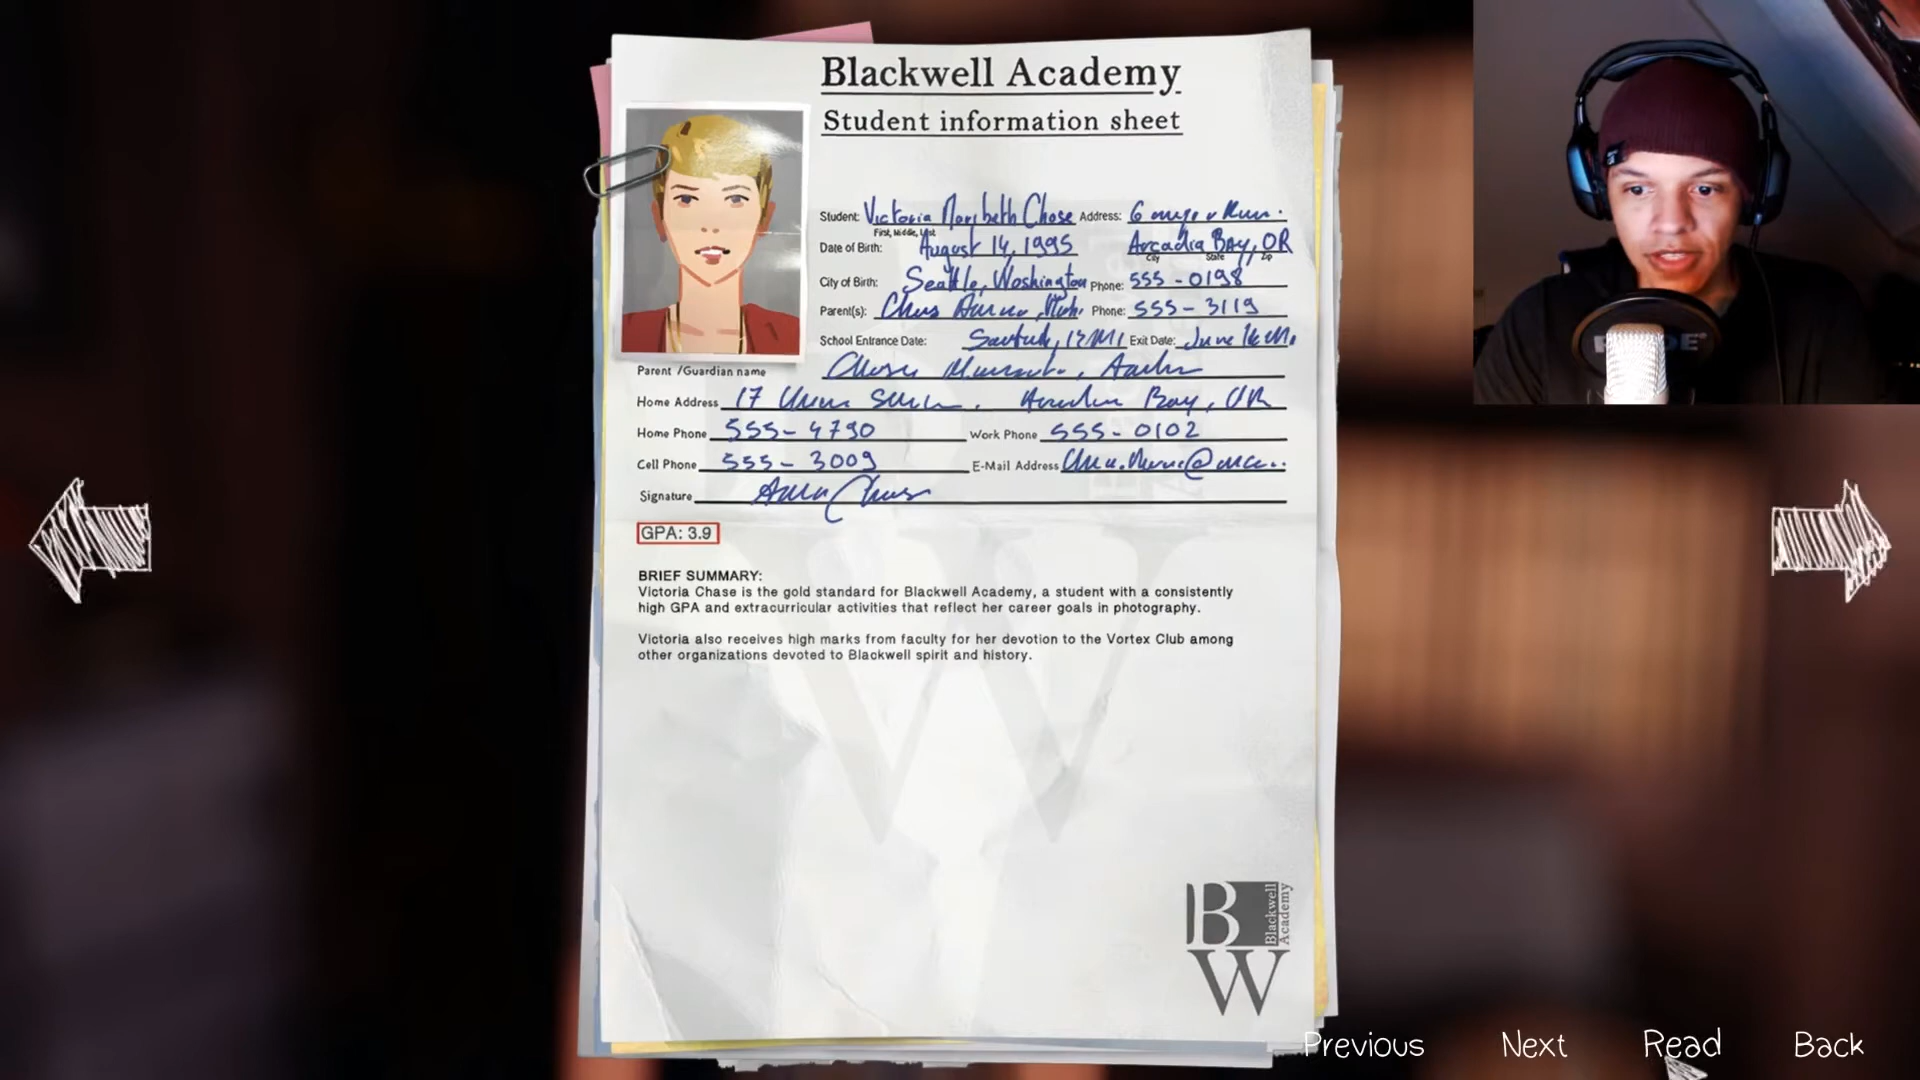 Blackwell Academy
Student information sheet
Student: Victoria Maribeth Chase Address:
First, Middle, Last
Date of Birth: August 14, 1995 Arcadia Bay, OR
City State Zip
City of Birth: Seattle, Washington Phone: 555-0198
Parent(s): Phone: 555-3119
School Entrance Date: Exit Date: June
Parent /Guardian name
Home Address 17 Bay, OR
Home Phone 555-4790 Work Phone 555-0102
Cell Phone 555-3009 E-Mail Address
Signature
GPA: 3.9
BRIEF SUMMARY:
Victoria Chase is the gold standard for Blackwell Academy, a student with a consistently
high GPA and extracurricular activities that reflect her career goals in photography.
Victoria also receives high marks from faculty for her devotion to the Vortex Club among
other organizations devoted to Blackwell spirit and history.
B Blackwell Academy
W
RODE
Previous Next Read Back